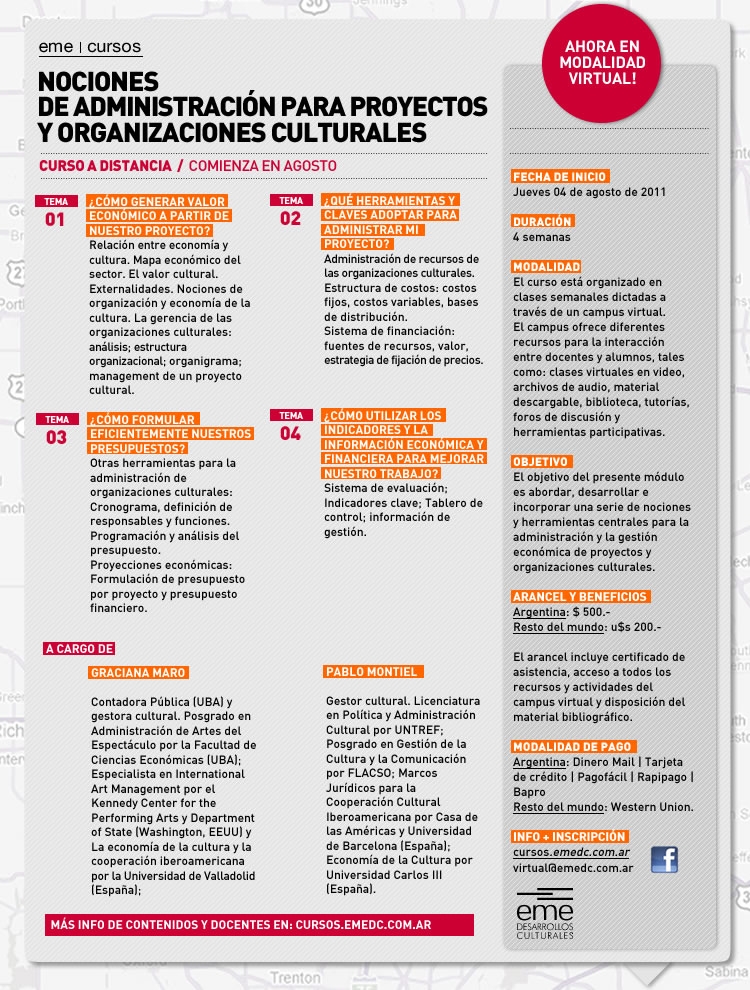 eme | cursos
AHORA EN
MODALIDAD
VIRTUAL!
NOCIONES
DE ADMINISTRACIÓN PARA PROYECTOS
Y ORGANIZACIONES CULTURALES
CURSO A DISTANCIA / COMIENZA EN AGOSTO
TEMA
01
¿CÓMO GENERAR VALOR
ECONÓMICO A PARTIR DE
NUESTRO PROYECTO?
Relación entre economía y
cultura. Mapa económico del
sector. El valor cultural.
Externalidades. Nociones de
organización y economía de la
cultura. La gerencia de las
organizaciones culturales:
análisis; estructura
organizacional; organigrama;
management de un proyecto
cultural.
TEMA
02
¿QUÉ HERRAMIENTAS Y
CLAVES ADOPTAR PARA
ADMINISTRAR MI
PROYECTO?
Administración de recursos de
las organizaciones culturales.
Estructura de costos: costos
fijos, costos variables, bases
de distribución.
Sistema de financiación:
fuentes de recursos, valor,
estrategia de fijación de precios.
TEMA
03
¿CÓMO FORMULAR
EFICIENTEMENTE NUESTROS
PRESUPUESTOS?
Otras herramientas para la
administración de
organizaciones culturales:
Cronograma, definición de
responsables y funciones.
Programación y análisis del
presupuesto.
Proyecciones económicas:
Formulación de presupuesto
por proyecto y presupuesto
financiero.
TEMA
04
¿CÓMO UTILIZAR LOS
INDICADORES Y LA
INFORMACIÓN ECONÓMICA Y
FINANCIERA PARA MEJORAR
NUESTRO TRABAJO?
Sistema de evaluación;
Indicadores clave; Tablero de
control; información de
gestión.
A CARGO DE
GRACIANA MARO
Contadora Pública (UBA) y
gestora cultural. Posgrado en
Administración de Artes del
Espectáculo por la Facultad de
Ciencias Económicas (UBA);
Especialista en International
Art Management por el
Kennedy Center for the
Performing Arts y Department
of State (Washington, EEUU) y
La economía de la cultura y la
cooperación iberoamericana
por la Universidad de Valladolid
(España);
PABLO MONTIEL
Gestor cultural. Licenciatura
en Política y Administración
Cultural por UNTREF;
Posgrado en Gestión de la
Cultura y la Comunicación
por FLACSO; Marcos
Jurídicos para la
Cooperación Cultural
Iberoamericana por Casa de
las Américas y Universidad
de Barcelona (España);
Economía de la Cultura por
Universidad Carlos III
(España).
MÁS INFO DE CONTENIDOS Y DOCENTES EN: CURSOS.EMEDC.COM.AR
FECHA DE INICIO
Jueves 04 de agosto de 2011
DURACIÓN
4 semanas
MODALIDAD
El curso está organizado en
clases semanales dictadas a
través de un campus virtual.
El campus ofrece diferentes
recursos para la interacción
entre docentes y alumnos, tales
como: clases virtuales en video,
archivos de audio, material
descargable, biblioteca, tutorías,
foros de discusión y
herramientas participativas.
OBJETIVO
El objetivo del presente módulo
es abordar, desarrollar e
incorporar una serie de nociones
y herramientas centrales para la
administración y la gestión
económica de proyectos y
organizaciones culturales.
ARANCEL Y BENEFICIOS
Argentina: $ 500.-
Resto del mundo: u$s 200.-
El arancel incluye certificado de
asistencia, acceso a todos los
recursos y actividades del
campus virtual y disposición del
material bibliográfico.
MODALIDAD DE PAGO
Argentina: Dinero Mail | Tarjeta
de crédito | Pagofácil | Rapipago |
Bapro
Resto del mundo: Western Union.
INFO + INSCRIPCIÓN
cursos.emedc.com.ar
virtual@emedc.com.ar
f
eme
DESARROLLOS
CULTURALES
Trenton
Sabina